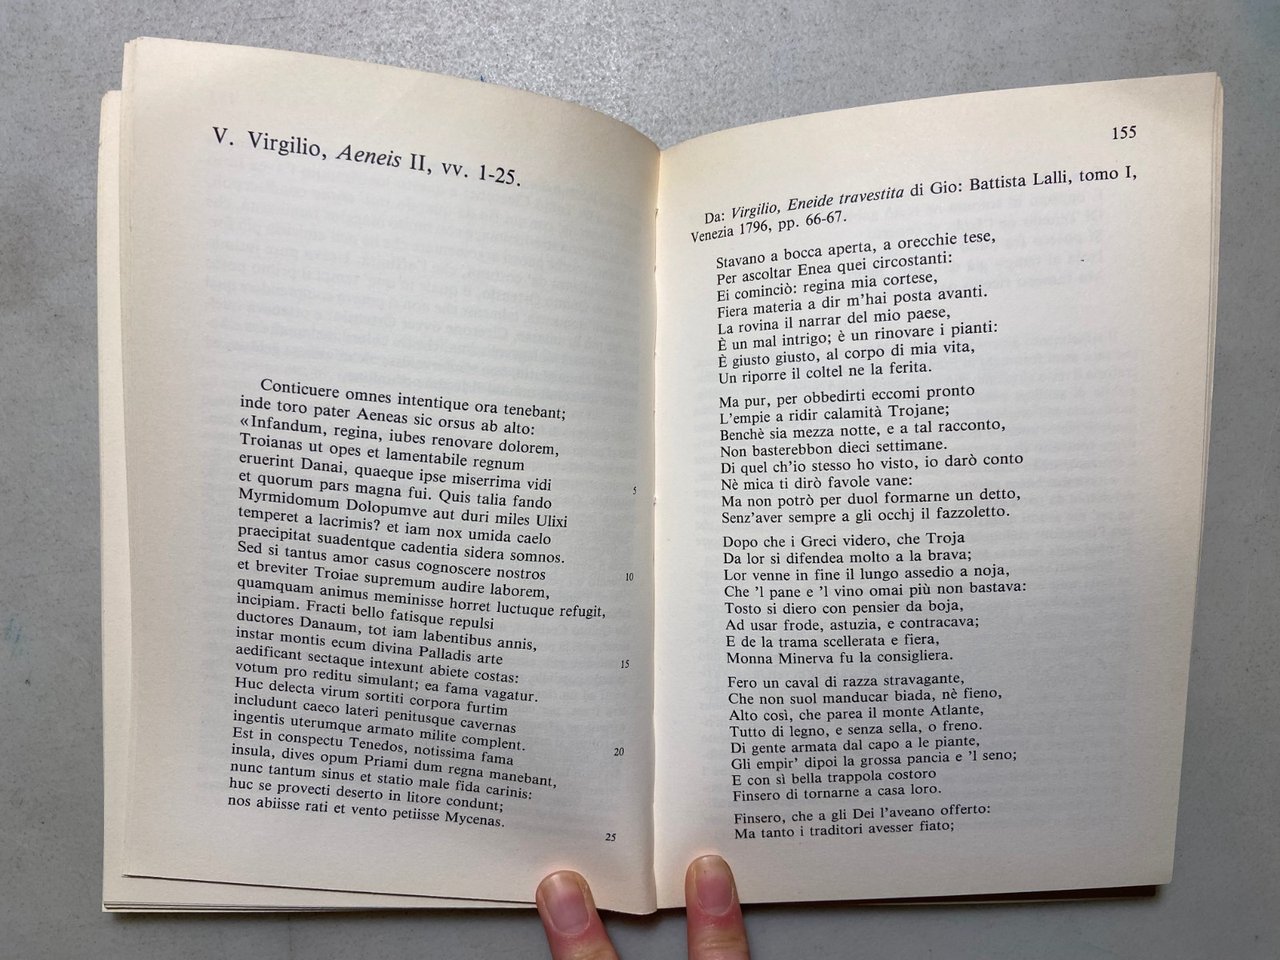 V. Virgilio, Aeneis II, vv. 1-25.
Conticuere omnes intentique ora tenebant;
inde toro pater Aeneas sic orsus ab alto:
«Infandum, regina, iubes renovare dolorem,
Troianas ut opes et lamentabile regnum
eruerint Danai, quaeque ipse miserrima vidi 5
et quorum pars magna fui. Quis talia fando
Myrmidomum Dolopumve aut duri miles Ulixi
temperet a lacrimis? et iam nox umida caelo
praecipitat suadentque cadentia sidera somnos.
Sed si tantus amor casus cognoscere nostros 10
et breviter Troiae supremum audire laborem,
quamquam animus meminisse horret luctuque refugit,
incipiam. Fracti bello fatisque repulsi
ductores Danaum, tot iam labentibus annis,
instar montis ecum divina Palladis arte 15
aedificant sectaque intexunt abiete costas:
votum pro reditu simulant; ea fama vagatur.
Huc delecta virum sortiti corpora furtim
includunt caeco lateri penitusque cavernas
ingentis uterumque armato milite complent. 20
Est in conspectu Tenedos, notissima fama
insula, dives opum Priami dum regna manebant,
nunc tantum sinus et statio male fida carinis:
huc se provecti deserto in litore condunt;
nos abiisse rati et vento petiisse Mycenas. 25
155
Da: Virgilio, Eneide travestita di Gio: Battista Lalli, tomo I,
Venezia 1796, pp. 66-67.
Stavano a bocca aperta, a orecchie tese,
Per ascoltar Enea quei circostanti:
Ei cominciò: regina mia cortese,
Fiera materia a dir m'hai posta avanti.
La rovina il narrar del mio paese,
È un mal intrigo; è un rinovare i pianti:
È giusto giusto, al corpo di mia vita,
Un riporre il coltel ne la ferita.
Ma pur, per obbedirti eccomi pronto
L'empie a ridir calamità Trojane;
Benchè sia mezza notte, e a tal racconto,
Non basterebbon dieci settimane.
Di quel ch'io stesso ho visto, io darò conto
Nè mica ti dirò favole vane:
Ma non potrò per duol formarne un detto,
Senz'aver sempre a gli occhj il fazzoletto.
Dopo che i Greci videro, che Troja
Da lor si difendea molto a la brava;
Lor venne in fine il lungo assedio a noja,
Che 'l pane e 'l vino omai più non bastava:
Tosto si diero con pensier da boja,
Ad usar frode, astuzia, e contracava;
E de la trama scellerata e fiera,
Monna Minerva fu la consigliera.
Fero un caval di razza stravagante,
Che non suol manducar biada, nè fieno,
Alto così, che parea il monte Atlante,
Tutto di legno, e senza sella, o freno.
Di gente armata dal capo a le piante,
Gli empir' dipoi la grossa pancia e 'l seno;
E con sì bella trappola costoro
Finsero di tornarne a casa loro.
Finsero, che a gli Dei l'aveano offerto:
Ma tanto i traditori avesser fiato;